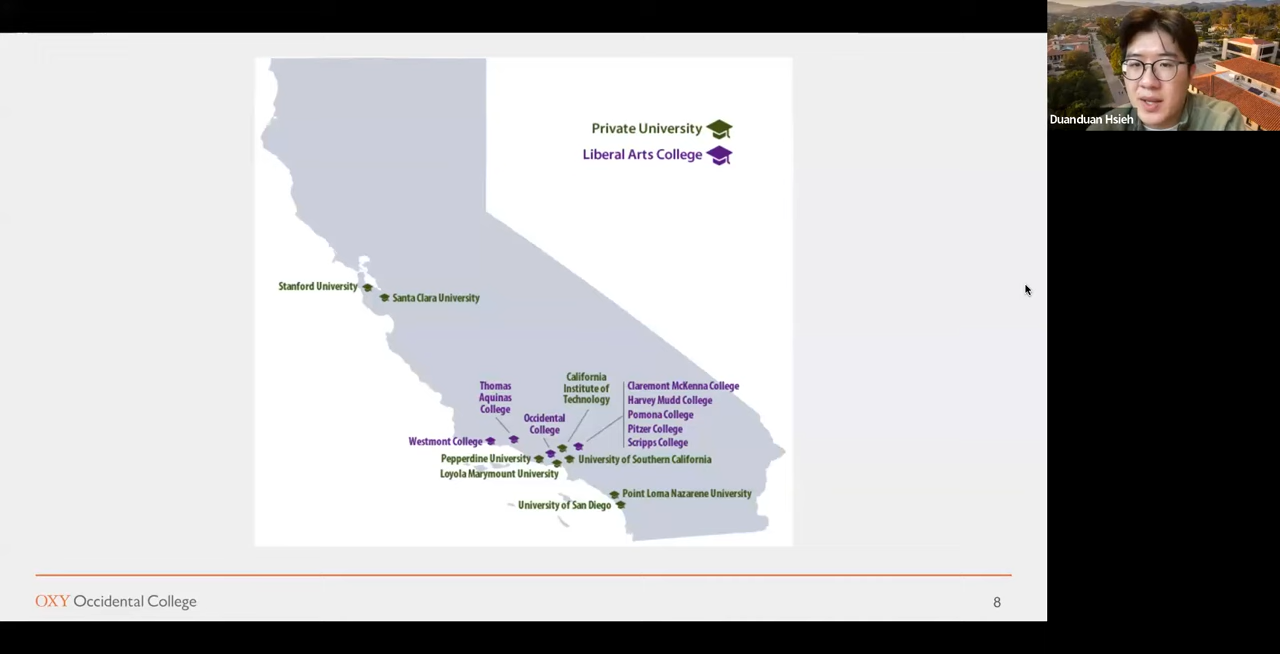 Duanduan Hsieh
Private University
Liberal Arts College
Stanford University
Santa Clara University
Thomas
Aquinas
College
Occidental
College
California
Institute of
Technology
Claremont McKenna College
Harvey Mudd College
Pomona College
Pitzer College
Scripps College
Westmont College
Pepperdine University
University of Southern California
Loyola Marymount University
Point Loma Nazarene University
University of San Diego
OXY Occidental College
8